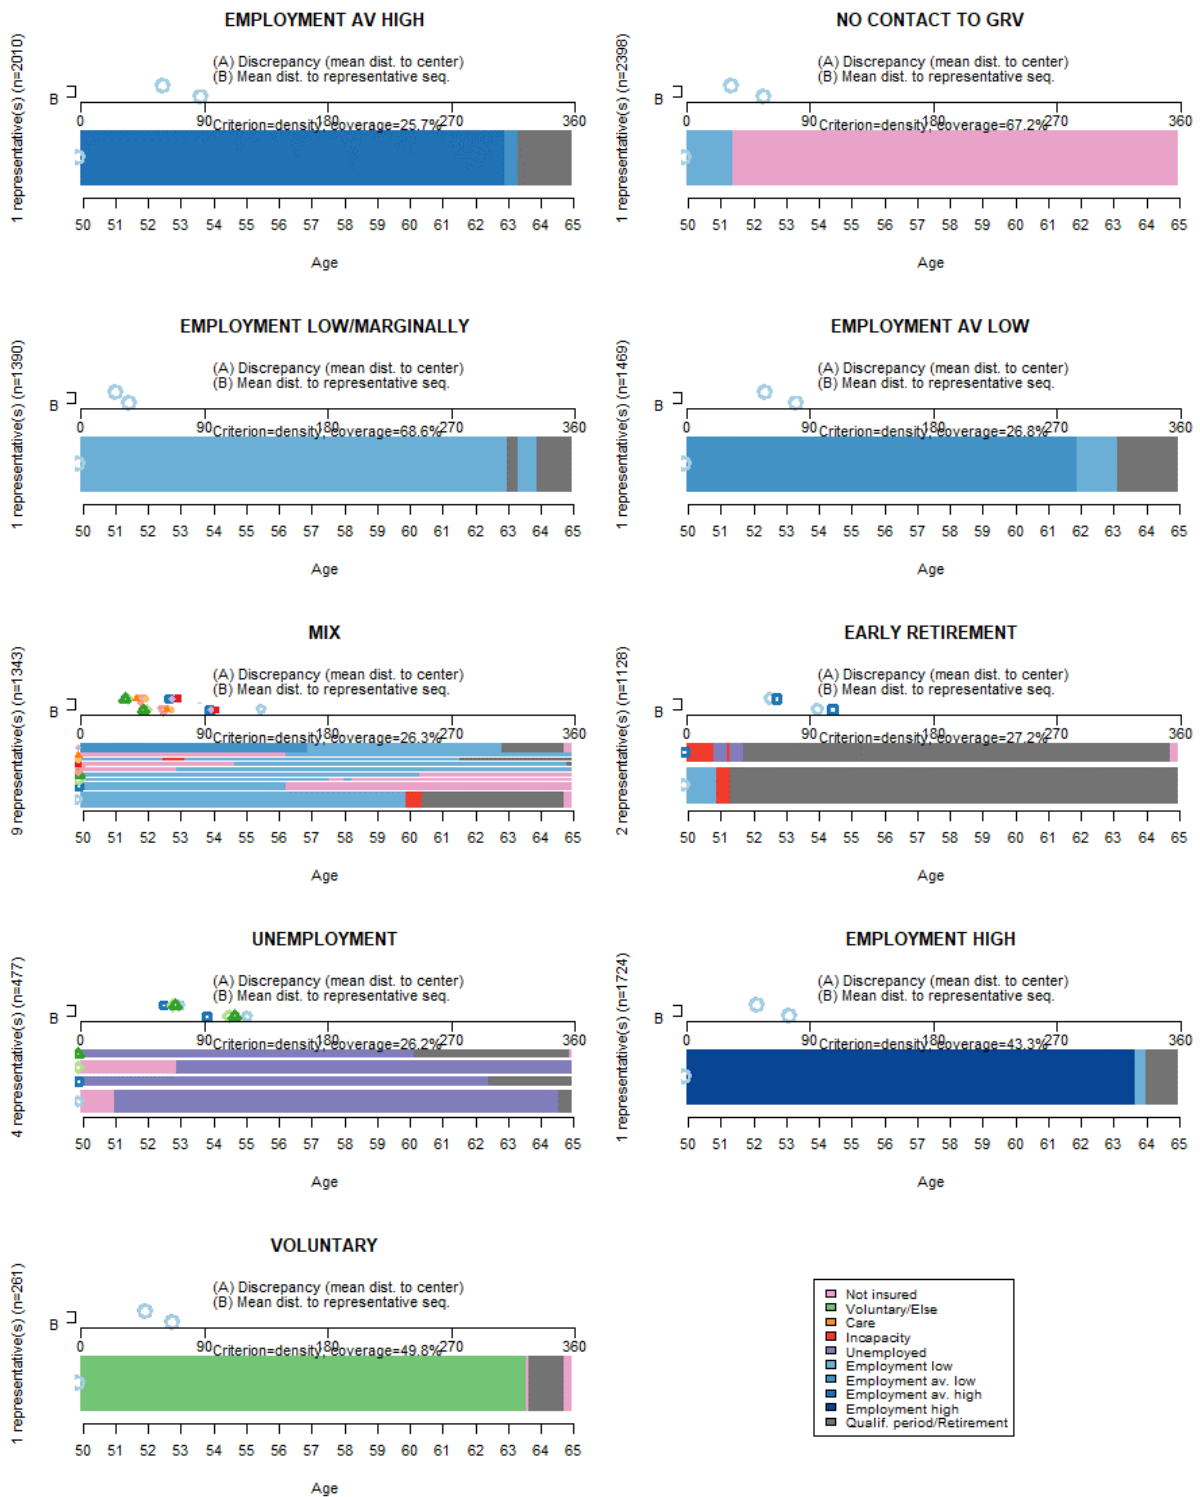 EMPLOYMENT AV HIGH
1 representative(s) (n=2010)
(A) Discrepancy (mean dist. to center)
(B) Mean dist. to representative seq.
B
0 90 180 270 360
Criterion=density, coverage=25.7%
50 51 52 53 54 55 56 57 57 58 59 60 61 62 63 64 65
Age
NO CONTACT TO GRV
1 representative(s) (n=2398)
(A) Discrepancy (mean dist. to center)
(B) Mean dist. to representative seq.
B
0 90 180 270 360
Criterion=density, coverage=67.2%
50 51 52 53 54 55 56 57 57 58 59 60 61 62 63 64 65
Age
EMPLOYMENT LOW/MARGINALLY
1 representative(s) (n=1390)
(A) Discrepancy (mean dist. to center)
(B) Mean dist. to representative seq.
B
0 90 180 270 360
Criterion=density, coverage=68.6%
50 51 52 53 54 55 56 57 57 58 59 60 61 62 63 64 65
Age
EMPLOYMENT AV LOW
1 representative(s) (n=1469)
(A) Discrepancy (mean dist. to center)
(B) Mean dist. to representative seq.
B
0 90 180 270 360
Criterion=density, coverage=26.8%
50 51 52 53 54 55 56 57 57 58 59 60 61 62 63 64 65
Age
MIX
9 representative(s) (n=1343)
(A) Discrepancy (mean dist. to center)
(B) Mean dist. to representative seq.
B
0 90 180 270 360
Criterion=density, coverage=26.3%
50 51 52 53 54 55 56 57 57 58 59 60 61 62 63 64 65
Age
EARLY RETIREMENT
2 representative(s) (n=1128)
(A) Discrepancy (mean dist. to center)
(B) Mean dist. to representative seq.
B
0 90 180 270 360
Criterion=density, coverage=27.2%
50 51 52 53 54 55 56 57 57 58 59 60 61 62 63 64 65
Age
UNEMPLOYMENT
4 representative(s) (n=477)
(A) Discrepancy (mean dist. to center)
(B) Mean dist. to representative seq.
B
0 90 180 270 360
Criterion=density, coverage=26.2%
50 51 52 53 54 55 56 57 57 58 59 60 61 62 63 64 65
Age
EMPLOYMENT HIGH
1 representative(s) (n=1724)
(A) Discrepancy (mean dist. to center)
(B) Mean dist. to representative seq.
B
0 90 180 270 360
Criterion=density, coverage=43.3%
50 51 52 53 54 55 56 57 57 58 59 60 61 62 63 64 65
Age
VOLUNTARY
1 representative(s) (n=261)
(A) Discrepancy (mean dist. to center)
(B) Mean dist. to representative seq.
B
0 90 180 270 360
Criterion=density, coverage=49.8%
50 51 52 53 54 55 56 57 57 58 59 60 61 62 63 64 65
Age
Not insured
Voluntary/Else
Care
Incapacity
Unemployed
Employment low
Employment av. low
Employment av. high
Employment high
Qualif. period/Retirement